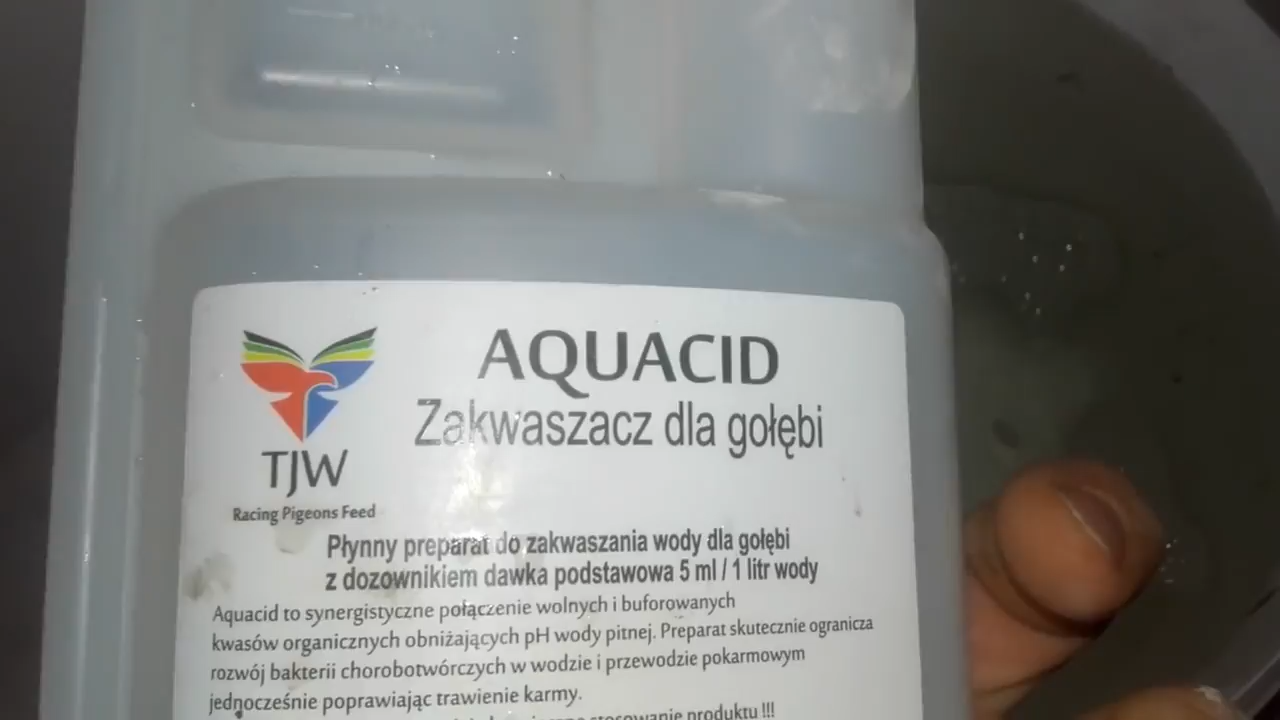 AQUACID
Zakwaszacz dla gołębi
TJW
Racing Pigeons Feed
Płynny preparat do zakwaszania wody dla gołębi
z dozownikiem dawka podstawowa 5 ml / 1 litr wody
Aquacid to synergistyczne połączenie wolnych i buforowanych
kwasów organicznych obniżających pH wody pitnej. Preparat skutecznie ogranicza
rozwój bakterii chorobotwórczych w wodzie i przewodzie pokarmowym
jednocześnie poprawiając trawienie karmy.
stosowanie produktu !!!